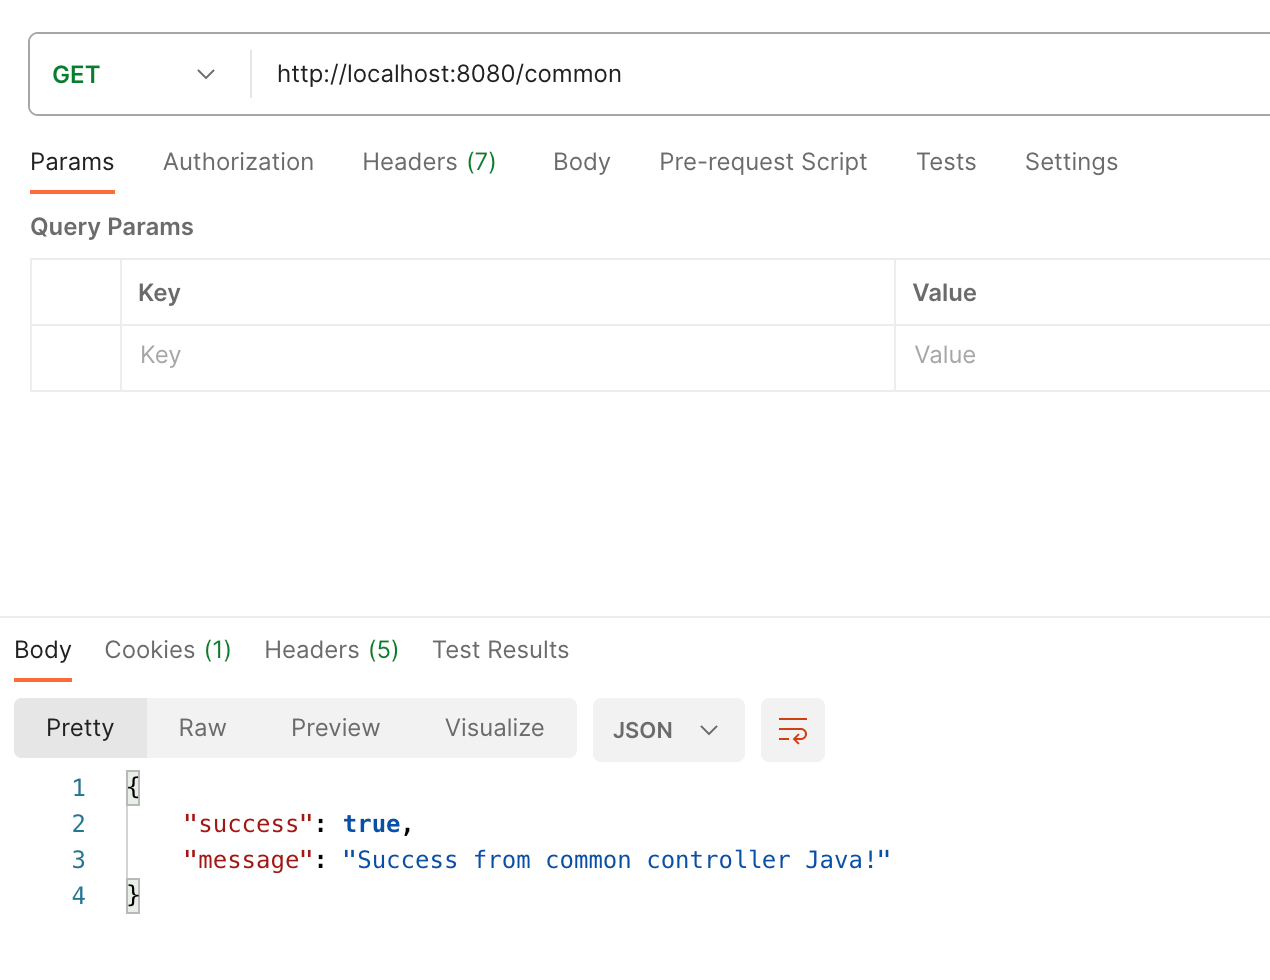 GET http://localhost:8080/common
Params Authorization Headers (7) Body Pre-request Script Tests Settings
Query Params
Key Value
Key Value
Body Cookies (1) Headers (5) Test Results
Pretty Raw Preview Visualize JSON
1 {
2 "success": true,
3 "message": "Success from common controller Java!"
4 }